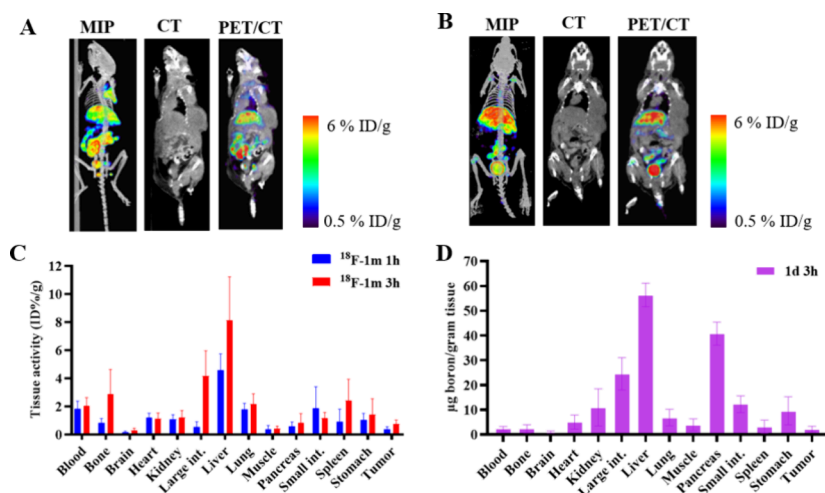 A
MIP CT PET/CT
6 % ID/g
0.5 % ID/g
B
MIP CT PET/CT
6 % ID/g
0.5 % ID/g
C
¹⁸F-1m 1h
¹⁸F-1m 3h
Tissue activity (ID%/g)
12
10
8
6
4
2
0
Blood
Bone
Brain
Heart
Kidney
Large int.
Liver
Lung
Muscle
Pancreas
Small int.
Spleen
Stomach
Tumor
D
1d 3h
µg boron/gram tissue
70
60
50
40
30
20
10
0
Blood
Bone
Brain
Heart
Kidney
Large int.
Liver
Lung
Muscle
Pancreas
Small int.
Spleen
Stomach
Tumor